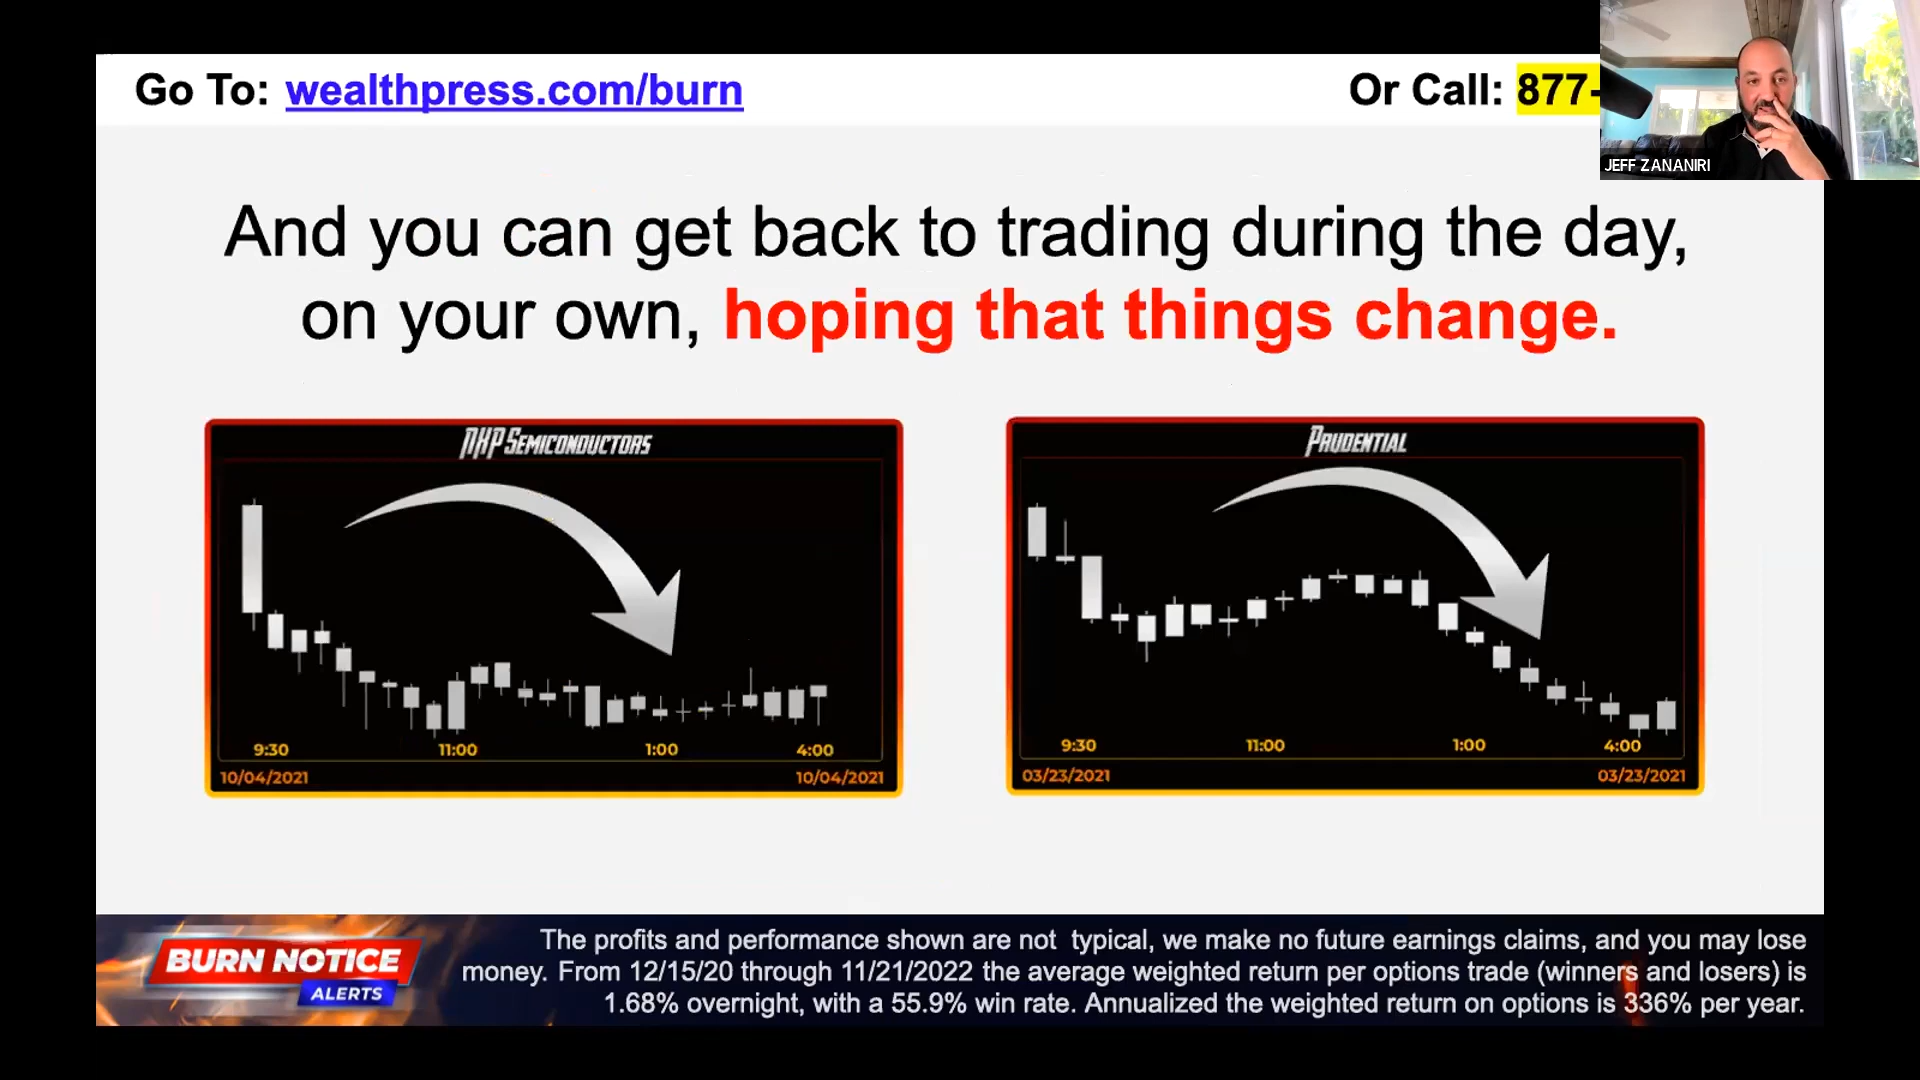 Go To: wealthpress.com/burn
Or Call: 877-
JEFF ZANANIRI
And you can get back to trading during the day,
on your own, hoping that things change.
NXP SEMICONDUCTORS
9:30 11:00 1:00 4:00
10/04/2021 10/04/2021
PRUDENTIAL
9:30 11:00 1:00 4:00
03/23/2021 03/23/2021
BURN NOTICE
ALERTS
The profits and performance shown are not typical, we make no future earnings claims, and you may lose
money. From 12/15/20 through 11/21/2022 the average weighted return per options trade (winners and losers) is
1.68% overnight, with a 55.9% win rate. Annualized the weighted return on options is 336% per year.